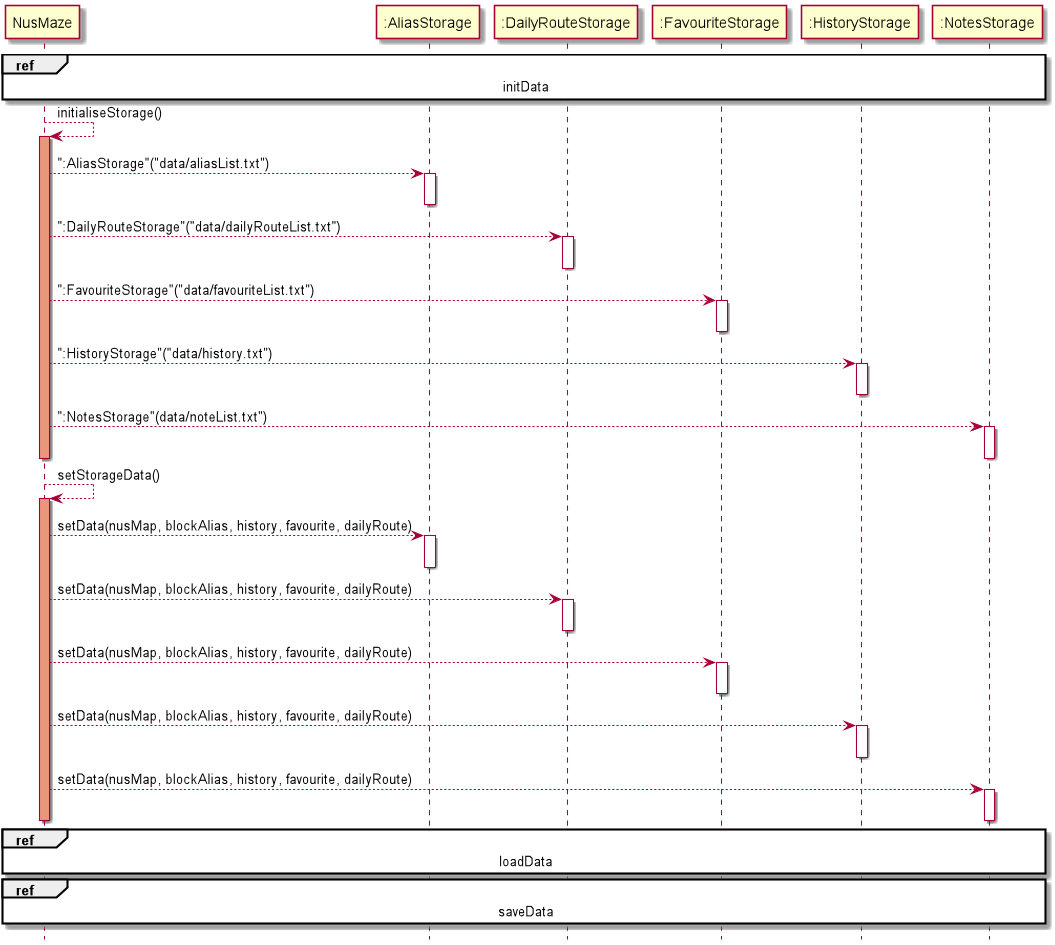 NusMaze
:AliasStorage
:DailyRouteStorage
:FavouriteStorage
:HistoryStorage
:NotesStorage
ref
initData
initialiseStorage()
":AliasStorage"("data/aliasList.txt")
":DailyRouteStorage"("data/dailyRouteList.txt")
":FavouriteStorage"("data/favouriteList.txt")
":HistoryStorage"("data/history.txt")
":NotesStorage"(data/noteList.txt")
setStorageData()
setData(nusMap, blockAlias, history, favourite, dailyRoute)
setData(nusMap, blockAlias, history, favourite, dailyRoute)
setData(nusMap, blockAlias, history, favourite, dailyRoute)
setData(nusMap, blockAlias, history, favourite, dailyRoute)
setData(nusMap, blockAlias, history, favourite, dailyRoute)
ref
loadData
ref
saveData